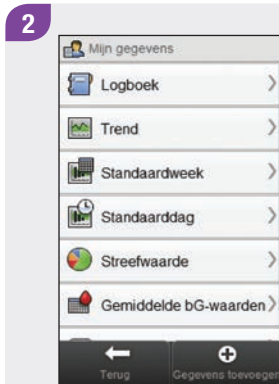 2
Mijn gegevens
Logboek
Trend
Standaardweek
Standaarddag
Streefwaarde
Gemiddelde bG-waarden
Terug
Gegevens toevoegen